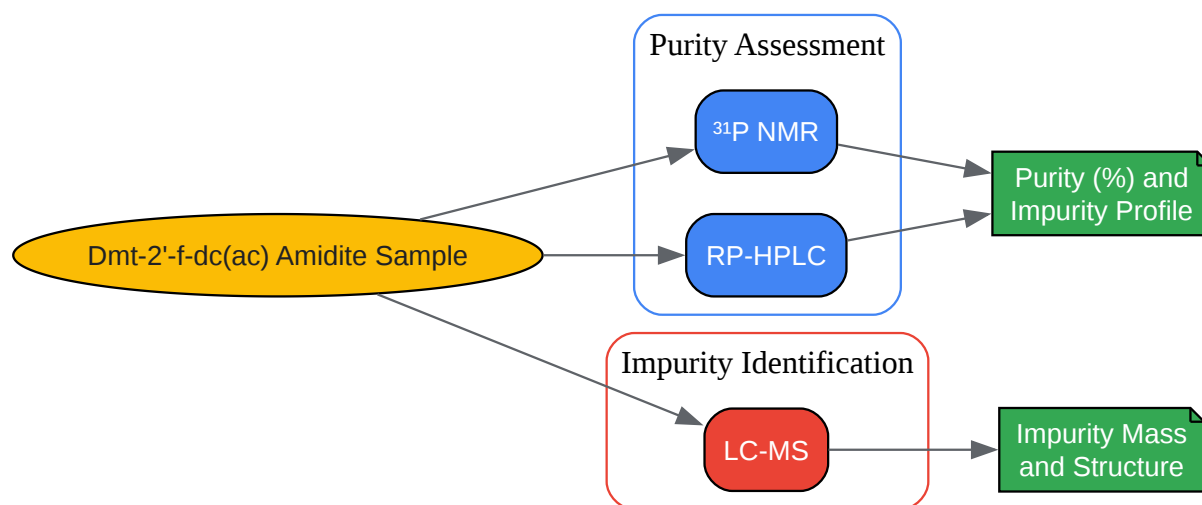 Purity Assessment
³¹P NMR
Purity (%) and
Impurity Profile
Dmt-2'-f-dc(ac) Amidite Sample
RP-HPLC
Impurity Identification
LC-MS
Impurity Mass
and Structure